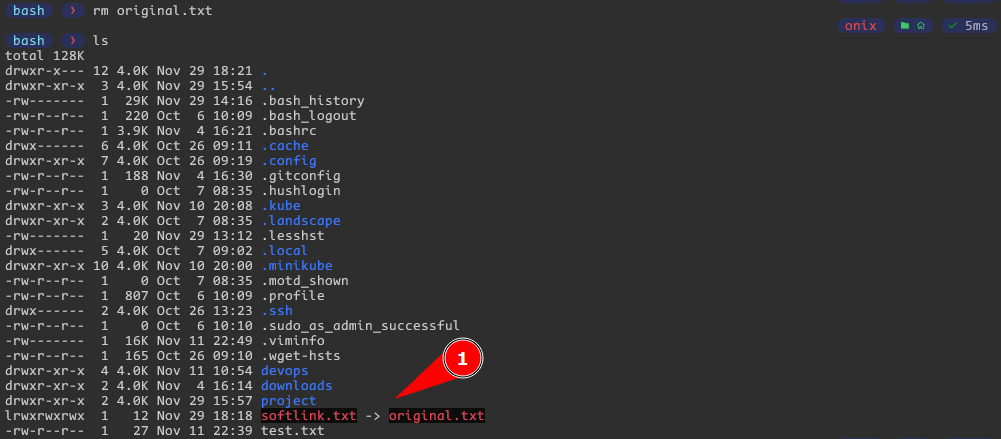 bash ❯ rm original.txt
onix ✓ 5ms
bash ❯ ls
total 128K
drwxr-x--- 12 4.0K Nov 29 18:21 .
drwxr-xr-x  3 4.0K Nov 29 15:54 ..
-rw-------  1  29K Nov 29 14:16 .bash_history
-rw-r--r--  1  220 Oct  6 10:09 .bash_logout
-rw-r--r--  1 3.9K Nov  4 16:21 .bashrc
drwx------  6 4.0K Oct 26 09:11 .cache
drwxr-xr-x  7 4.0K Oct 26 09:19 .config
-rw-r--r--  1  188 Nov  4 16:30 .gitconfig
-rw-r--r--  1    0 Oct  7 08:35 .hushlogin
drwxr-xr-x  3 4.0K Nov 10 20:08 .kube
drwxr-xr-x  2 4.0K Oct  7 08:35 .landscape
-rw-------  1   20 Nov 29 13:12 .lesshst
drwx------  5 4.0K Oct  7 09:02 .local
drwxr-xr-x 10 4.0K Nov 10 20:00 .minikube
-rw-r--r--  1    0 Oct  7 08:35 .motd_shown
-rw-r--r--  1  807 Oct  6 10:09 .profile
drwx------  2 4.0K Oct 26 13:23 .ssh
-rw-r--r--  1    0 Oct  6 10:10 .sudo_as_admin_successful
-rw-------  1  16K Nov 11 22:49 .viminfo
-rw-r--r--  1  165 Oct 26 09:10 .wget-hsts
1
drwxr-xr-x  4 4.0K Nov 11 10:54 devops
drwxr-xr-x  2 4.0K Nov  4 16:14 downloads
drwxr-xr-x  2 4.0K Nov 29 15:57 project
lrwxrwxrwx  1   12 Nov 29 18:18 softlink.txt -> original.txt
-rw-r--r--  1   27 Nov 11 22:39 test.txt